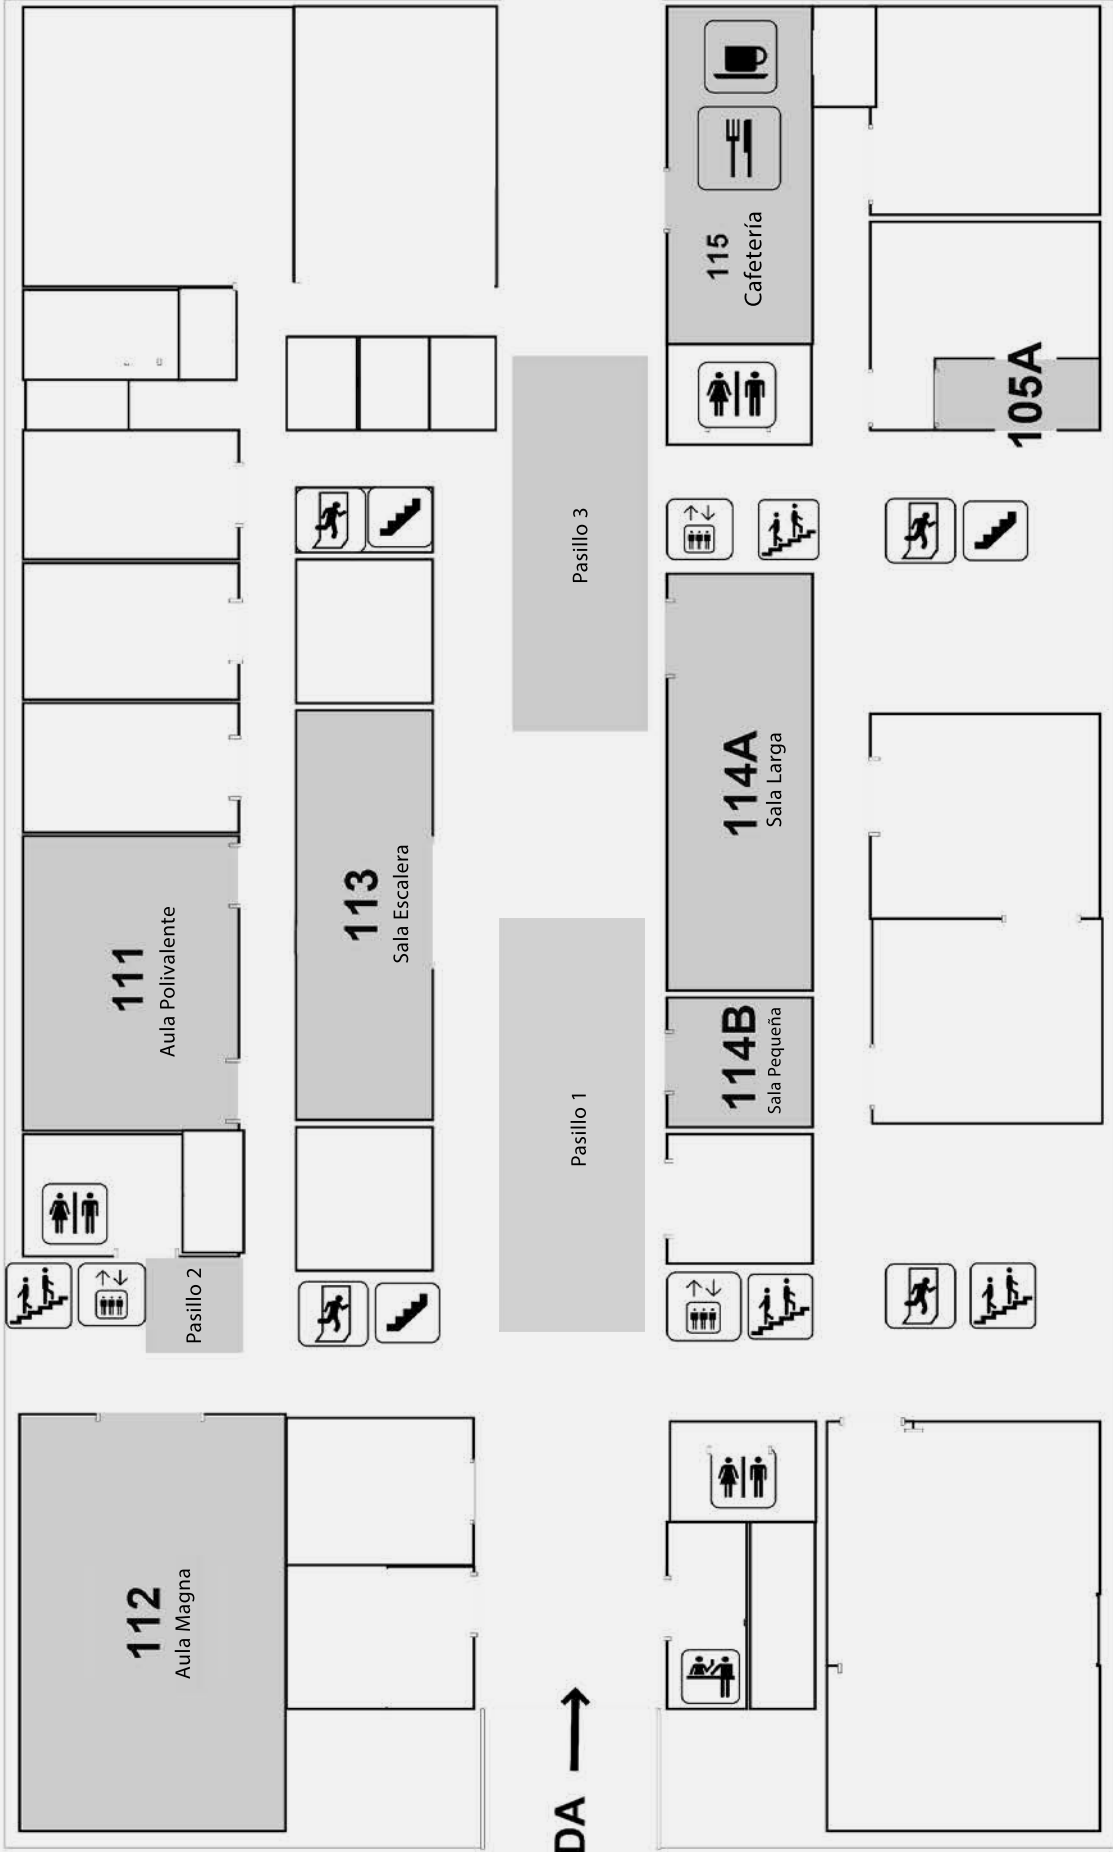 115
Cafetería
105A
Pasillo 3
114A
Sala Larga
113
Sala Escalera
111
Aula Polivalente
114B
Sala Pequeña
Pasillo 1
Pasillo 2
112
Aula Magna
DA